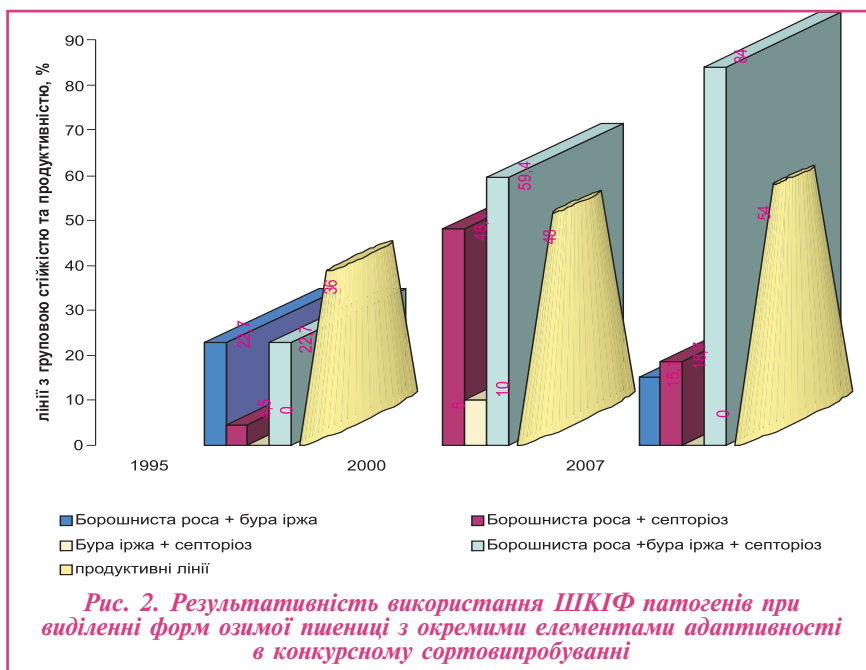 90
80
70
60
50
40
30
20
10
0
лінії з груповою стійкістю та продуктивністю, %
22,7
0
22,7
36
5
48,
10
59,4
48
15,
0
84
54
1995 2000 2007
Борошниста роса + бура іржа
Борошниста роса + септоріоз
Бура іржа + септоріоз
Борошниста роса +бура іржа + септоріоз
продуктивні лінії
Рис. 2. Результативність використання ШКІФ патогенів при
виділенні форм озимої пшениці з окремими елементами адаптивності
в конкурсному сортовипробуванні